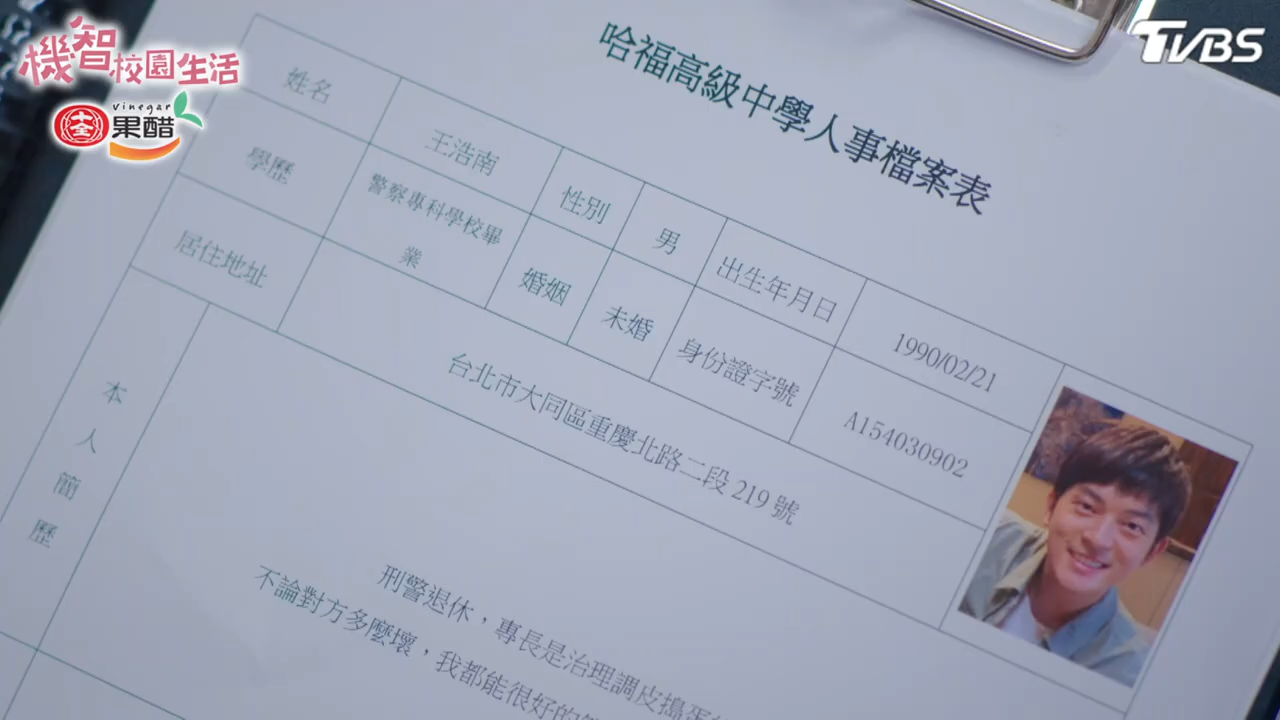 機智校園生活
十全
vinegar
果醋
TVBS
哈福高級中學人事檔案表
姓名
王浩南
性別
男
出生年月日
1990/02/21
學歷
警察專科學校畢
業
婚姻
未婚
身份證字號
A154030902
居住地址
台北市大同區重慶北路二段 219 號
本
人
簡
歷
刑警退休，專長是治理調皮搗蛋
不論對方多麼壞，我都能很好的